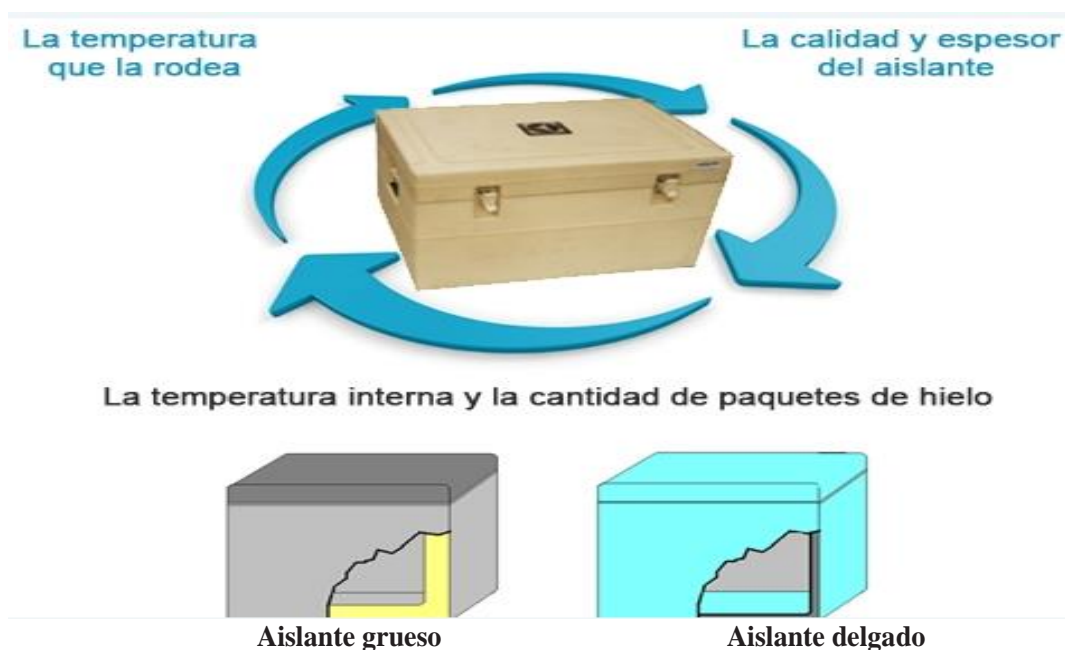 La temperatura
que la rodea
La calidad y espesor
del aislante
La temperatura interna y la cantidad de paquetes de hielo
Aislante grueso
Aislante delgado